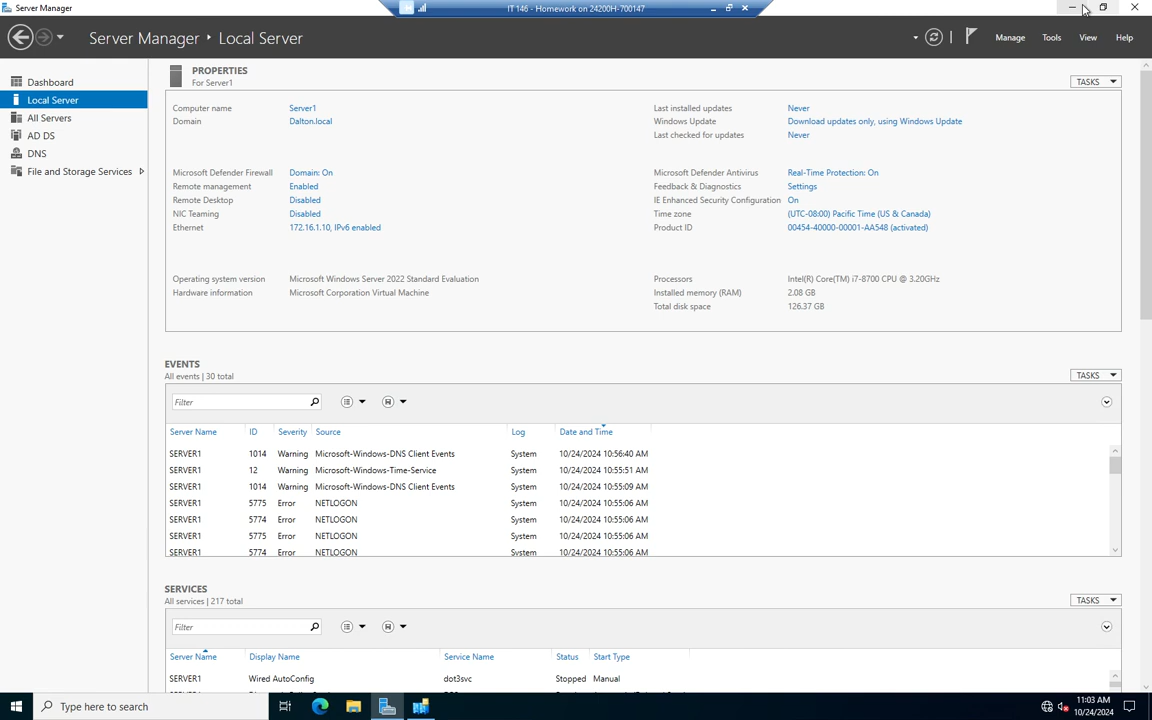 Server Manager
IT 146 - Homework on 24200H-700147
Server Manager ‣ Local Server
Manage Tools View Help
Dashboard
Local Server
All Servers
AD DS
DNS
File and Storage Services
PROPERTIES
For Server1
TASKS
Computer name Server1
Domain Dalton.local
Last installed updates Never
Windows Update Download updates only, using Windows Update
Last checked for updates Never
Microsoft Defender Firewall Domain: On
Remote management Enabled
Remote Desktop Disabled
NIC Teaming Disabled
Ethernet 172.16.1.10, IPv6 enabled
Microsoft Defender Antivirus Real-Time Protection: On
Feedback & Diagnostics Settings
IE Enhanced Security Configuration On
Time zone (UTC-08:00) Pacific Time (US & Canada)
Product ID 00454-40000-00001-AA548 (activated)
Operating system version Microsoft Windows Server 2022 Standard Evaluation
Hardware information Microsoft Corporation Virtual Machine
Processors Intel(R) Core(TM) i7-8700 CPU @ 3.20GHz
Installed memory (RAM) 2.08 GB
Total disk space 126.37 GB
EVENTS
All events | 30 total
TASKS
Filter
Server Name ID Severity Source Log Date and Time
SERVER1 1014 Warning Microsoft-Windows-DNS Client Events System 10/24/2024 10:56:40 AM
SERVER1 12 Warning Microsoft-Windows-Time-Service System 10/24/2024 10:55:51 AM
SERVER1 1014 Warning Microsoft-Windows-DNS Client Events System 10/24/2024 10:55:09 AM
SERVER1 5775 Error NETLOGON System 10/24/2024 10:55:06 AM
SERVER1 5774 Error NETLOGON System 10/24/2024 10:55:06 AM
SERVER1 5775 Error NETLOGON System 10/24/2024 10:55:06 AM
SERVER1 5774 Error NETLOGON System 10/24/2024 10:55:06 AM
SERVICES
All services | 217 total
TASKS
Filter
Server Name Display Name Service Name Status Start Type
SERVER1 Wired AutoConfig dot3svc Stopped Manual
Type here to search
11:03 AM
10/24/2024